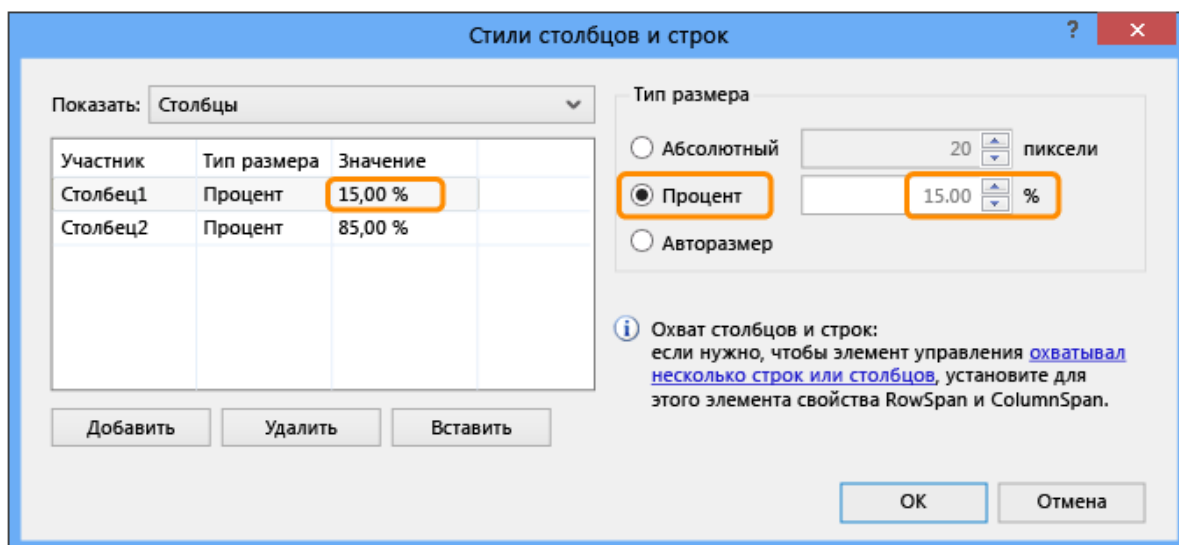 Стили столбцов и строк
?
Показать: Столбцы
Участник Тип размера Значение
Столбец1 Процент 15,00 %
Столбец2 Процент 85,00 %
Добавить Удалить Вставить
Тип размера
Абсолютный 20 пиксели
Процент 15.00 %
Авторазмер
Охват столбцов и строк:
если нужно, чтобы элемент управления охватывал
несколько строк или столбцов, установите для
этого элемента свойства RowSpan и ColumnSpan.
ОК Отмена